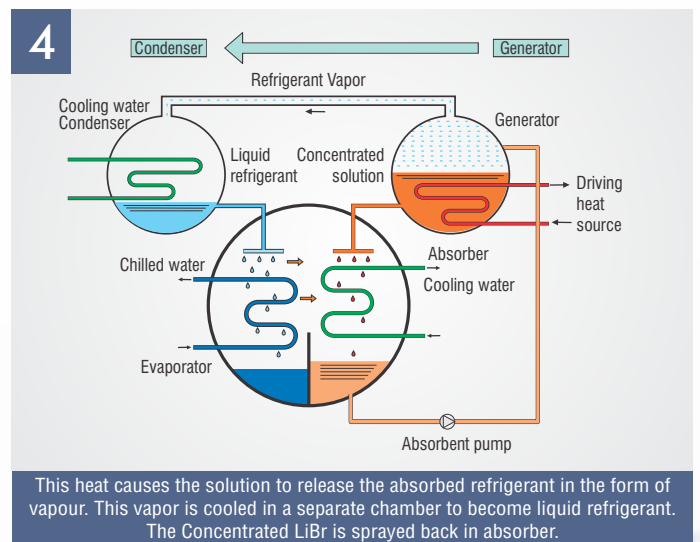 4
Condenser
Generator
Refrigerant Vapor
Cooling water
Condenser
Generator
Liquid
refrigerant
Concentrated
solution
Driving
heat
source
Chilled water
Absorber
Cooling water
Evaporator
Absorbent pump
This heat causes the solution to release the absorbed refrigerant in the form of
vapour. This vapor is cooled in a separate chamber to become liquid refrigerant.
The Concentrated LiBr is sprayed back in absorber.